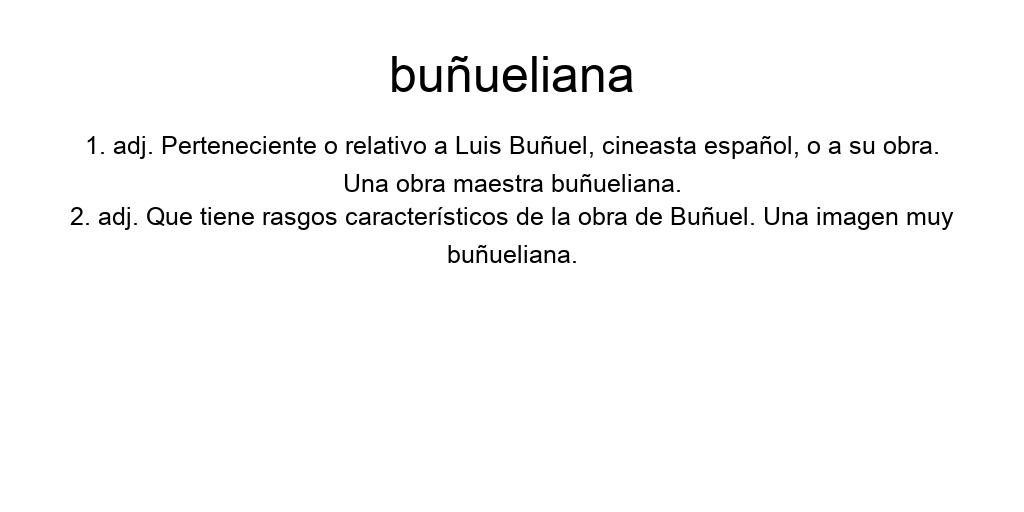 buñueliana
1. adj. Perteneciente o relativo a Luis Buñuel, cineasta español, o a su obra.
Una obra maestra buñueliana.
2. adj. Que tiene rasgos característicos de la obra de Buñuel. Una imagen muy
buñueliana.